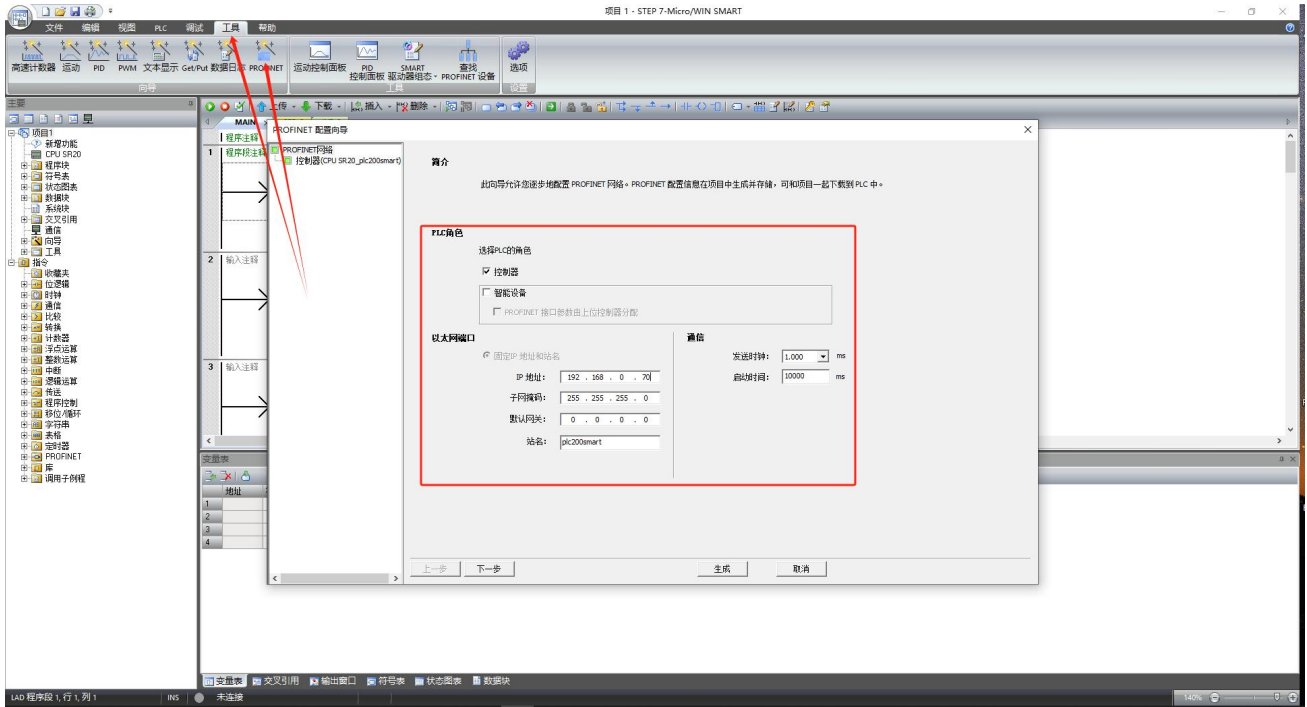 项目 1 - STEP 7-Micro/WIN SMART
文件 编辑 视图 PLC 调试 工具 帮助
高速计数器 运动 PID PWM 文本显示 Get/Put 数据日志 PROFINET
运动控制面板 PID 控制面板 SMART 驱动器组态 查找 PROFINET 设备 选项
向导 工具 设置
主要
上传 下载 插入 删除
MAIN
项目1
新增功能
CPU SR20
程序块
符号表
状态图表
数据块
系统块
交叉引用
通信
向导
工具
指令
收藏夹
位逻辑
时钟
通信
比较
转换
计数器
浮点运算
整数运算
中断
逻辑运算
传送
程序控制
移位/循环
字符串
表格
定时器
PROFINET
库
调用子例程
程序注释
1 程序段注释
2 输入注释
3 输入注释
PROFINET 配置向导
PROFINET网络
控制器(CPU SR20_plc200smart)
简介
此向导允许您逐步地配置 PROFINET 网络。PROFINET 配置信息在项目中生成并存储，可和项目一起下载到 PLC 中。
PLC角色
选择PLC的角色
控制器
智能设备
PROFINET 接口参数由上位控制器分配
以太网端口
固定IP 地址和站名
IP 地址: 192 . 168 . 0 . 70
子网掩码: 255 . 255 . 255 . 0
默认网关: 0 . 0 . 0 . 0
站名: plc200smart
通信
发送时钟: 1.000 ms
启动时间: 10000 ms
上一步 下一步 生成 取消
变量表
地址
1
2
3
4
变量表 交叉引用 输出窗口 符号表 状态图表 数据块
LAD 程序段 1, 行 1, 列 1 INS 未连接 140%